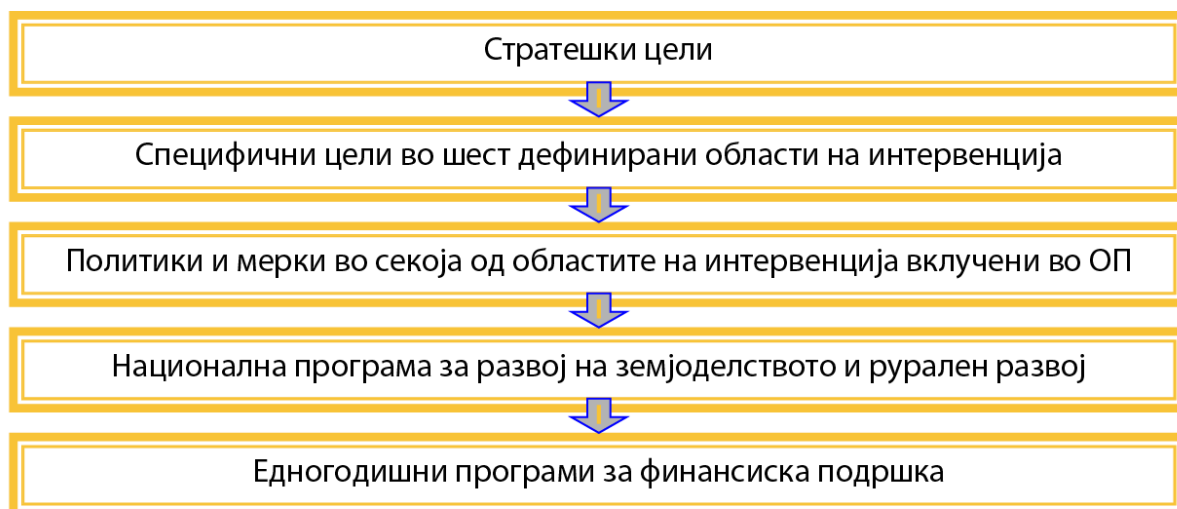 Стратешки цели
Специфични цели во шест дефинирани области на интервенција
Политики и мерки во секоја од областите на интервенција вклучени во ОП
Национална програма за развој на земјоделството и рурален развој
Едногодишни програми за финансиска подршка